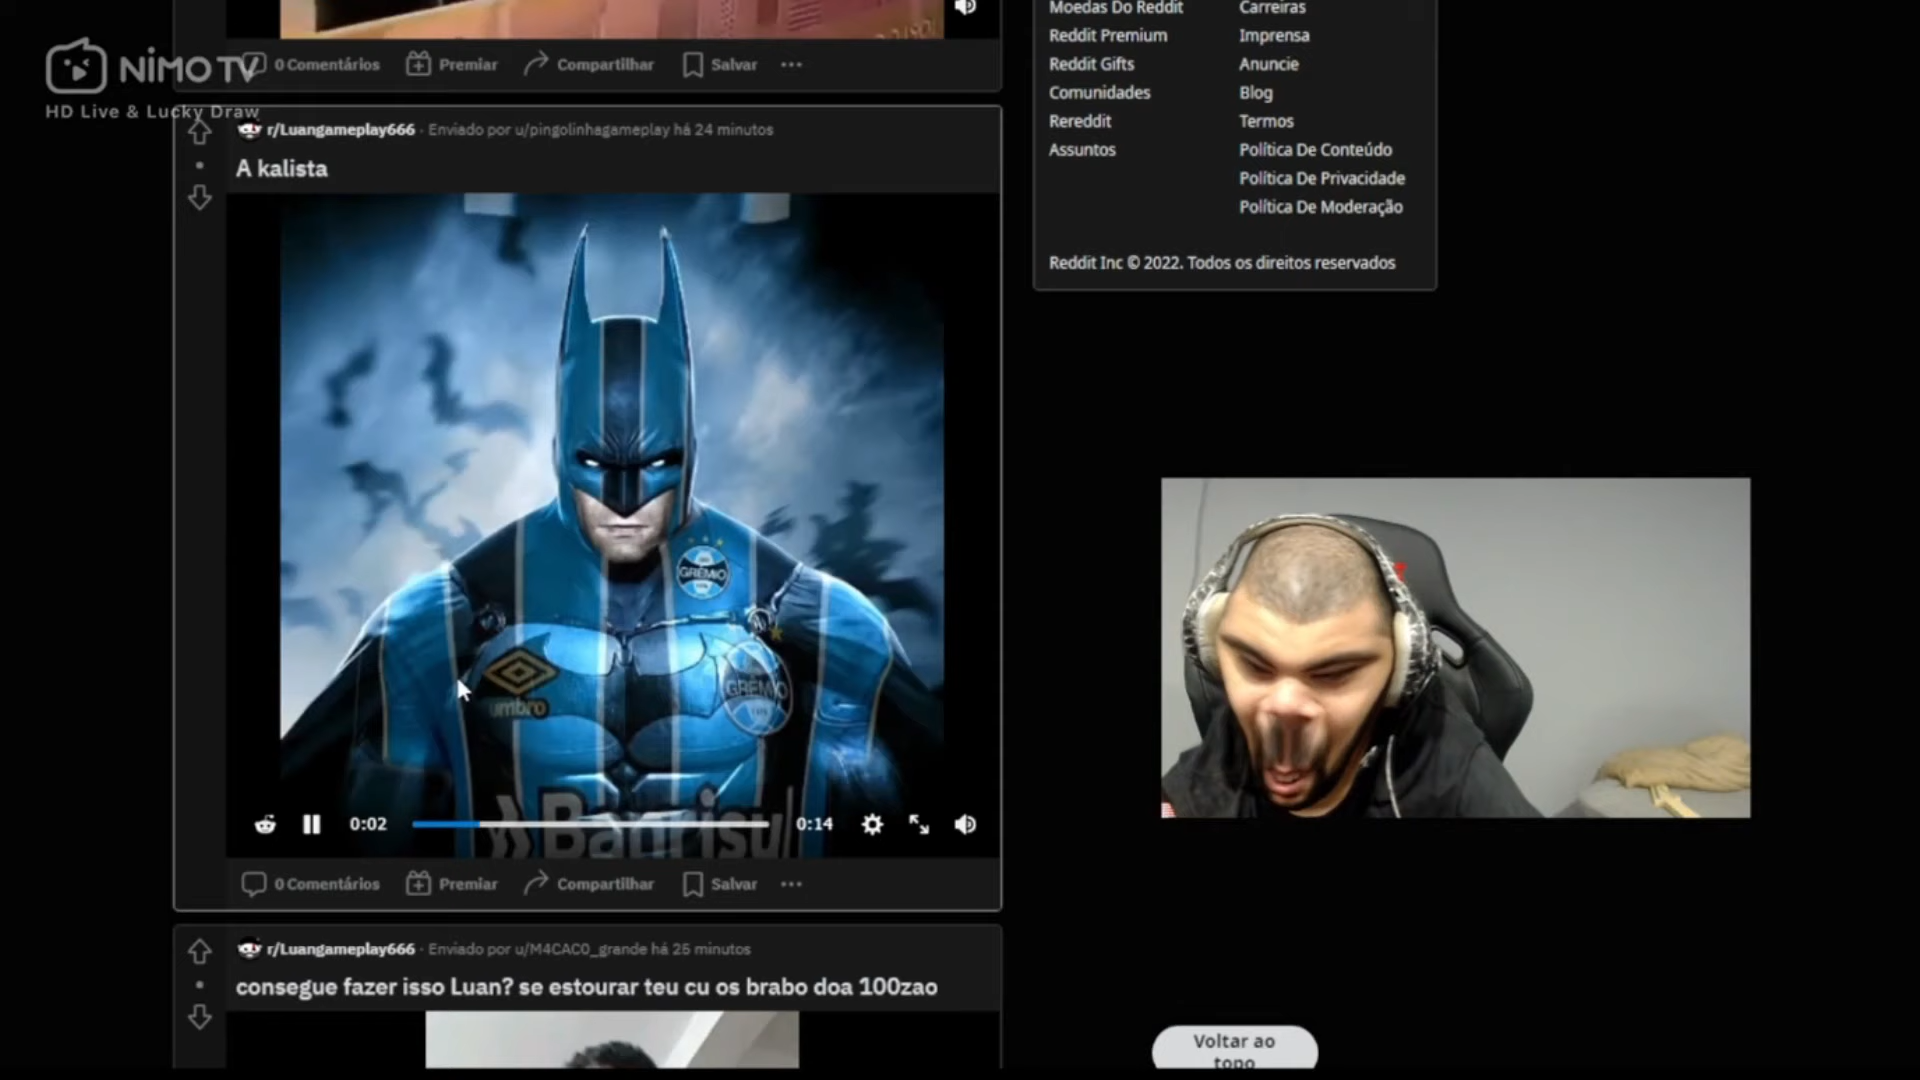 NiMO TV
HD Live & Lucky Draw
0 Comentários
Premiar
Compartilhar
Salvar
r/Luangameplay666 · Enviado por u/pingolinhagameplay há 24 minutos
A kalista
GRÊMIO
umbro
GRÊMIO
Banrisul
0:02
0:14
0 Comentários
Premiar
Compartilhar
Salvar
r/Luangameplay666 · Enviado por u/M4CAC0_grande há 25 minutos
consegue fazer isso Luan? se estourar teu cu os brabo doa 100zao
Moedas Do Reddit
Reddit Premium
Reddit Gifts
Comunidades
Rereddit
Assuntos
Carreiras
Imprensa
Anuncie
Blog
Termos
Política De Conteúdo
Política De Privacidade
Política De Moderação
Reddit Inc © 2022. Todos os direitos reservados
Voltar ao
topo